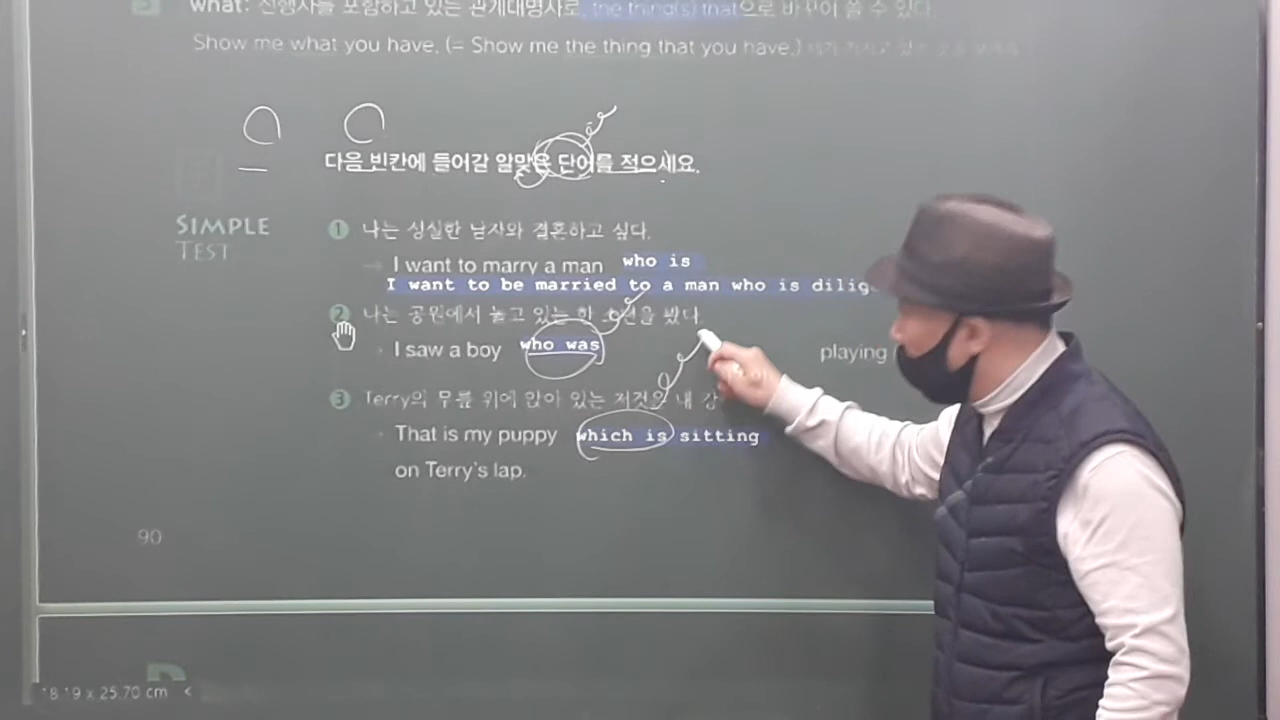 what: 선행사를 포함하고 있는 관계대명사로, the thing(s) that으로 바꾸어 쓸 수 있다.
Show me what you have. (= Show me the thing that you have.)
다음 빈칸에 들어갈 알맞은 단어를 적으세요.
SIMPLE
TEST
1 나는 성실한 남자와 결혼하고 싶다.
→ I want to marry a man who is
I want to be married to a man who is dilig
2 나는 공원에서 놀고 있는 한 소년을 봤다.
I saw a boy who was playing
3 Terry의 무릎 위에 앉아 있는 저것은 내 강
That is my puppy which is sitting
on Terry's lap.
90
18.19 x 25.70 cm <